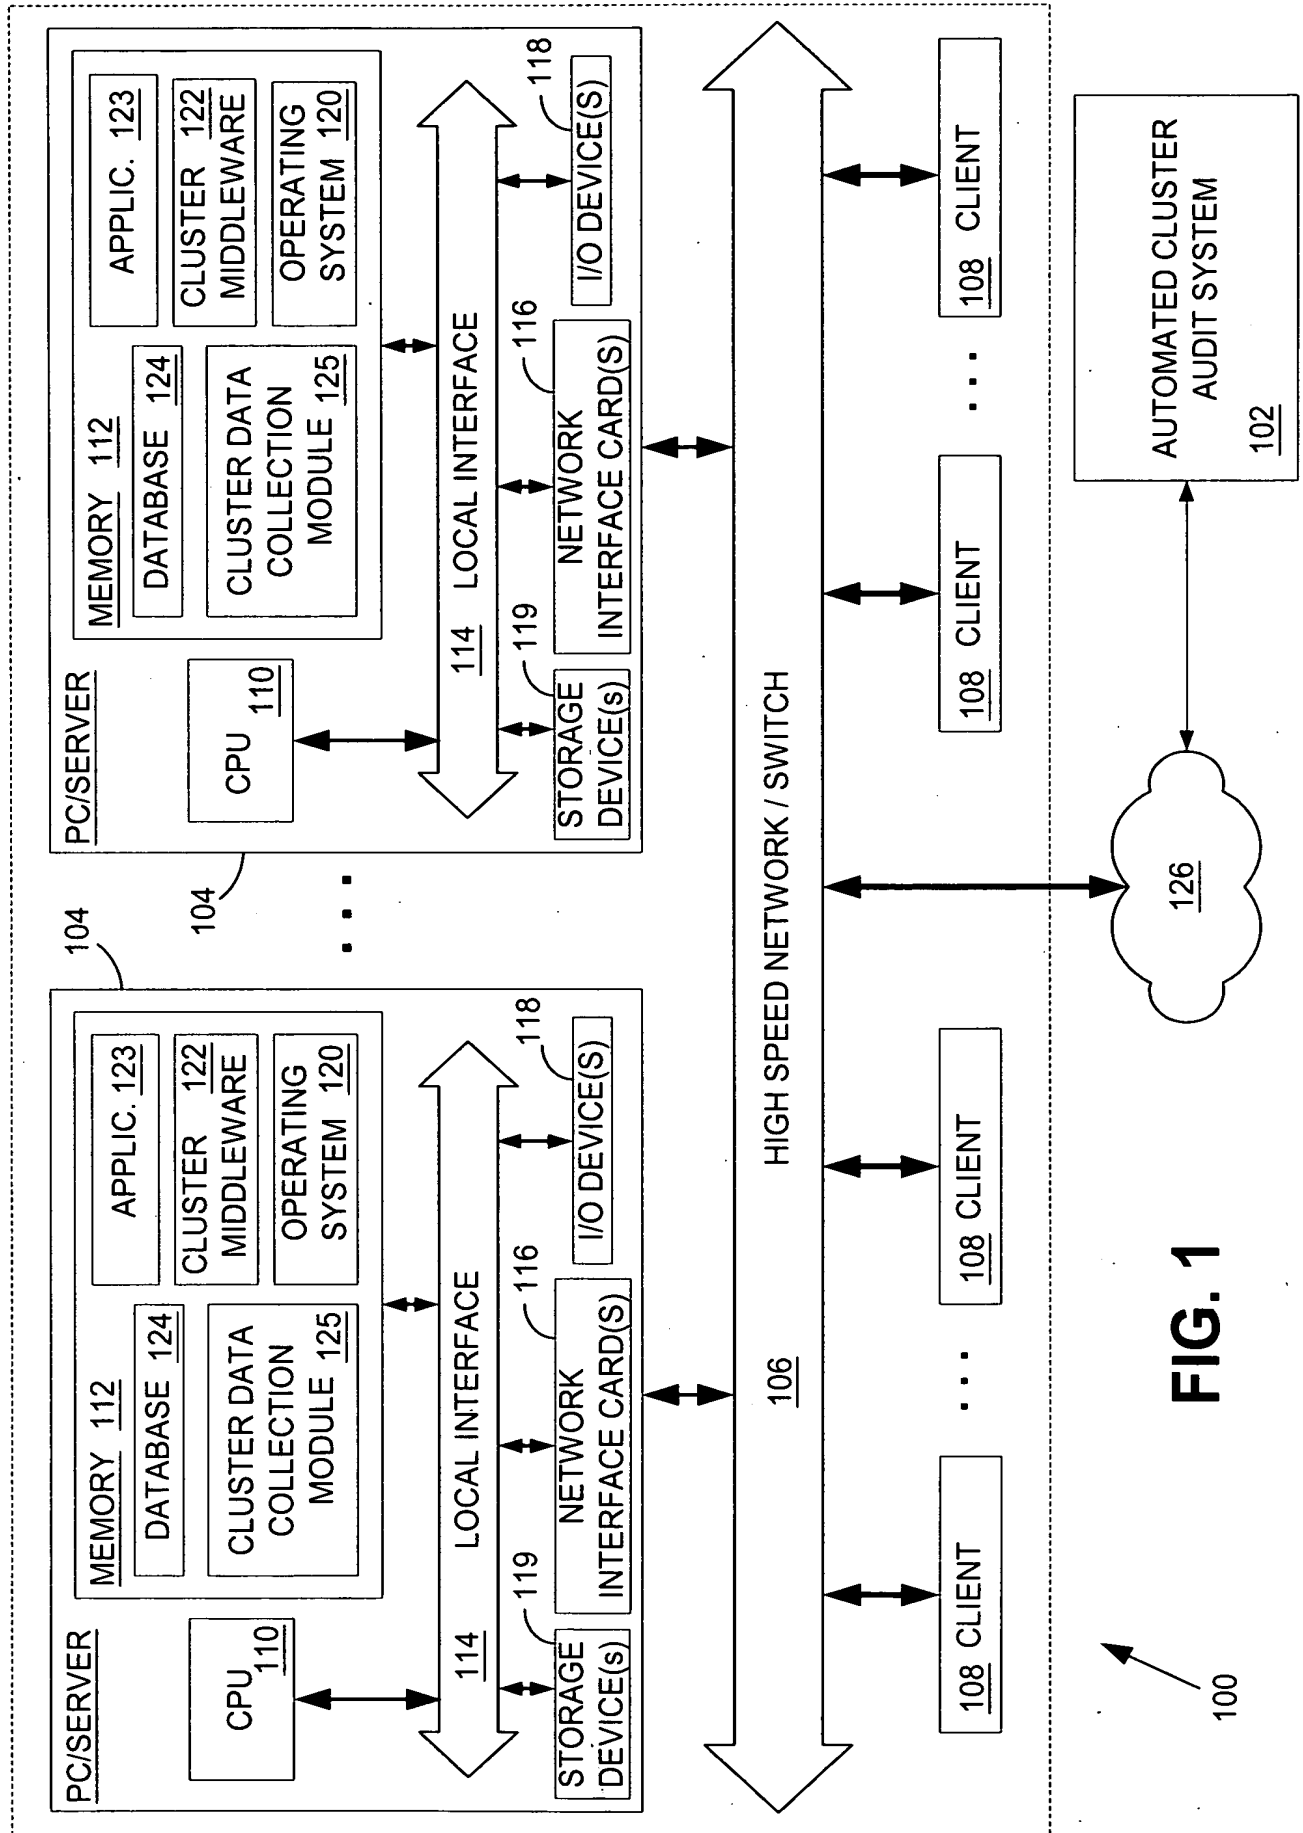 PC/SERVER
CPU
110
MEMORY 112
DATABASE 124
CLUSTER DATA
COLLECTION
MODULE 125
APPLIC. 123
CLUSTER 122
MIDDLEWARE
OPERATING
SYSTEM 120
114
LOCAL INTERFACE
STORAGE
DEVICE(s)
119
NETWORK
INTERFACE CARD(S)
116
I/O DEVICE(S)
118
104
104
PC/SERVER
CPU
110
MEMORY 112
DATABASE 124
CLUSTER DATA
COLLECTION
MODULE 125
APPLIC. 123
CLUSTER 122
MIDDLEWARE
OPERATING
SYSTEM 120
114
LOCAL INTERFACE
STORAGE
DEVICE(s)
119
NETWORK
INTERFACE CARD(S)
116
I/O DEVICE(S)
118
106
HIGH SPEED NETWORK / SWITCH
108 CLIENT
108 CLIENT
108 CLIENT
108 CLIENT
100
FIG. 1
126
AUTOMATED CLUSTER
AUDIT SYSTEM
102